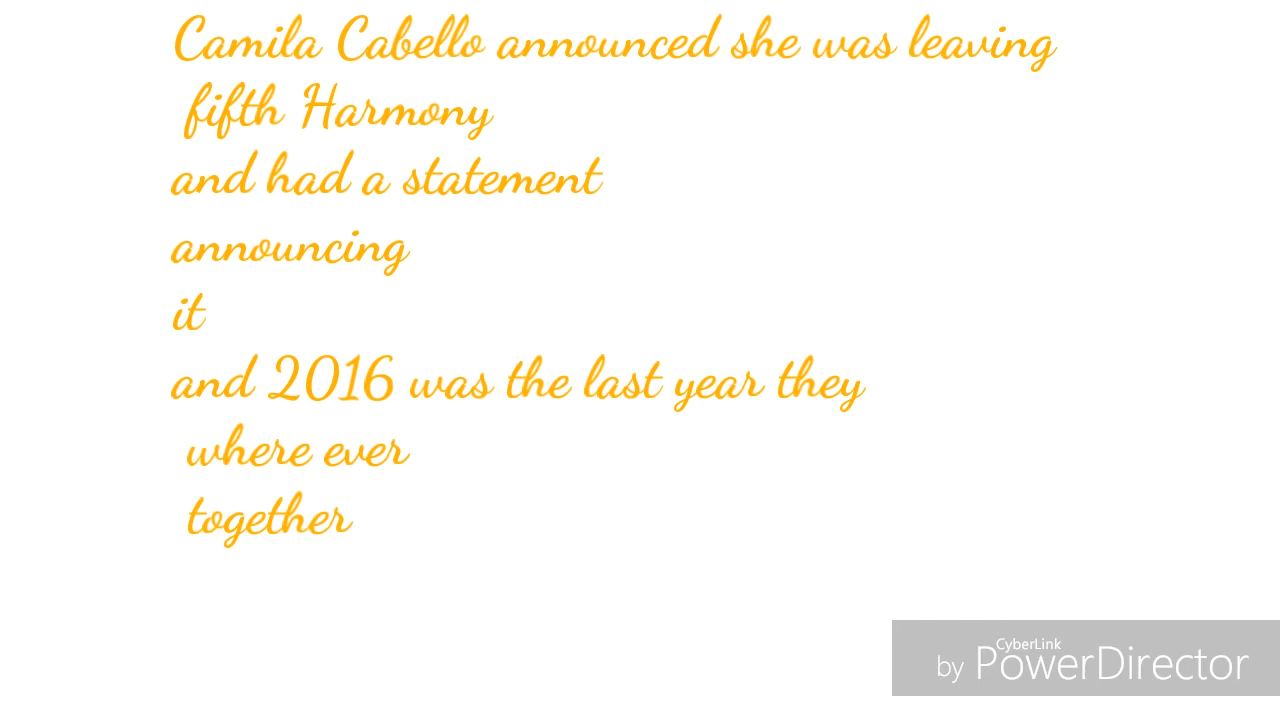 Camila Cabello announced she was leaving
fifth Harmony
and had a statement
announcing
it
and 2016 was the last year they
where ever
together
CyberLink
by PowerDirector